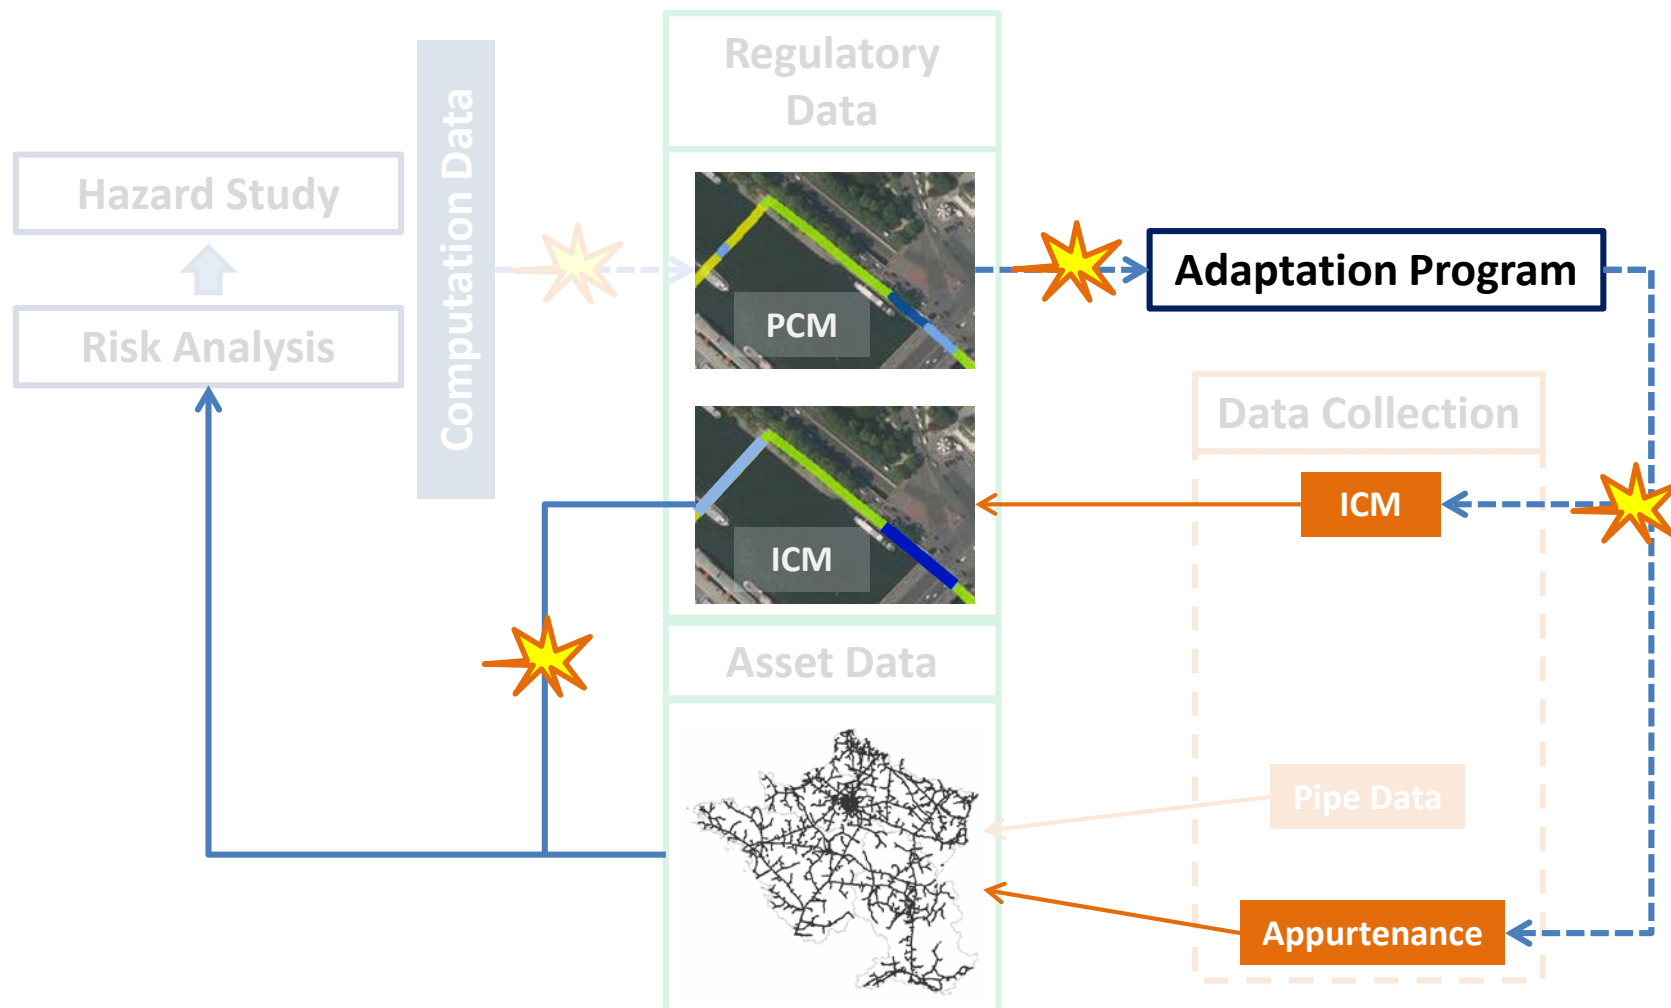 Regulatory
Data
Computation Data
Hazard Study
Risk Analysis
PCM
Adaptation Program
Data Collection
ICM
ICM
Asset Data
Pipe Data
Appurtenance